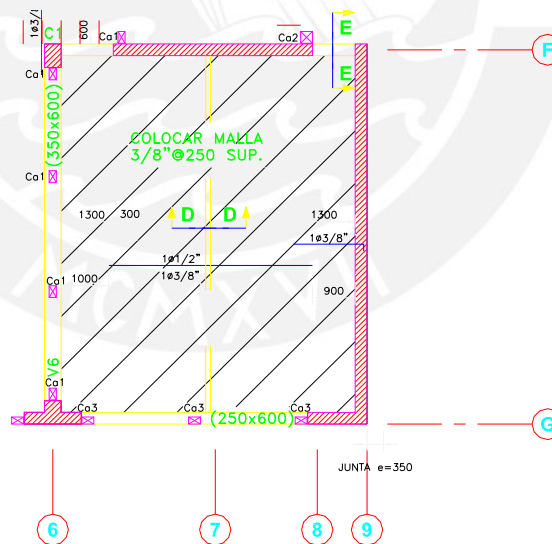 1ø3/
600
C1
Ca1
Ca2
E
F
E
Ca1
(350x600)
COLOCAR MALLA
3/8"@250 SUP.
Ca1
1300
300
D
D
1300
1ø3/8"
1ø1/2"
1000
1ø3/8"
Ca1
900
V6
Ca1
Ca3
Ca3
Ca3
(250x600)
G
JUNTA e=350
6
7
8
9
MCMXVII